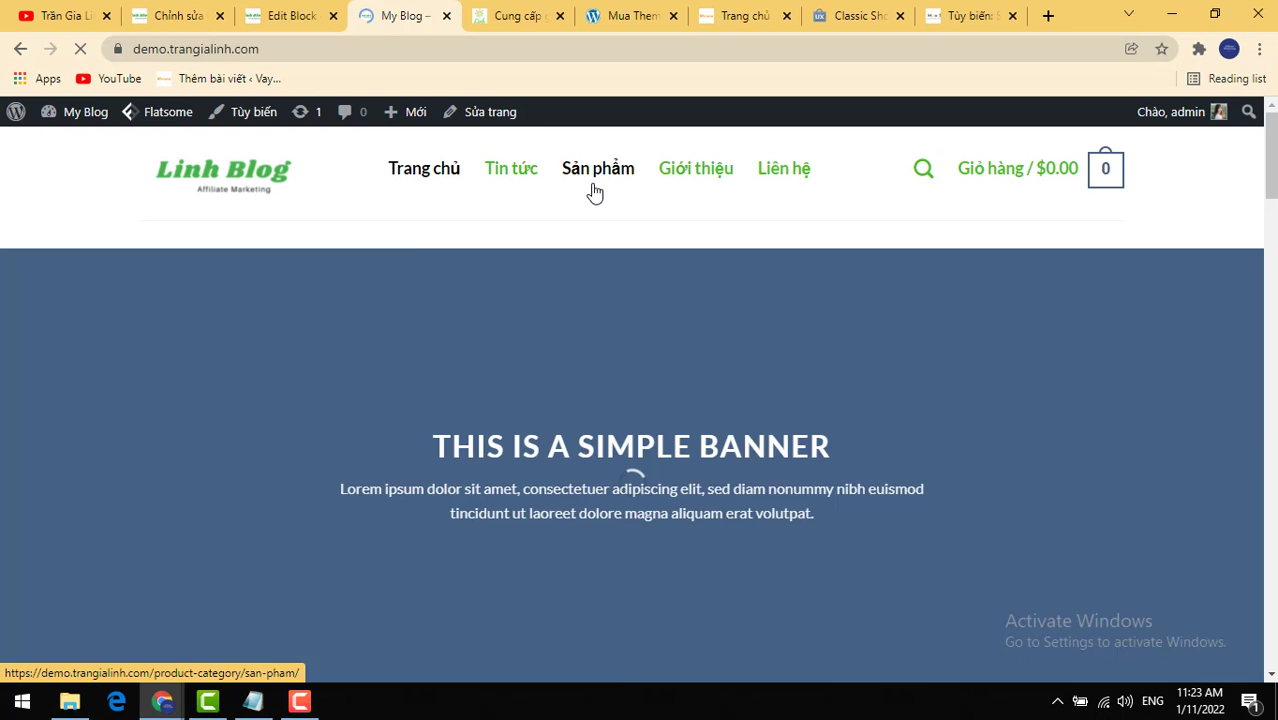 Trần Gia Li
Chỉnh sửa
Edit Block
My Blog –
Cung cấp g
Mua Them
Trang chủ
Classic Sho
Tùy biến: S
demo.trangialinh.com
Apps
YouTube
Thêm bài viết ‹ Vay...
Reading list
My Blog
Flatsome
Tùy biến
1
0
Mới
Sửa trang
Chào, admin
Linh Blog
Affiliate Marketing
Trang chủ
Tin tức
Sản phẩm
Giới thiệu
Liên hệ
Giỏ hàng / $0.00
0
THIS IS A SIMPLE BANNER
Lorem ipsum dolor sit amet, consectetuer adipiscing elit, sed diam nonummy nibh euismod
tincidunt ut laoreet dolore magna aliquam erat volutpat.
Activate Windows
Go to Settings to activate Windows.
https://demo.trangialinh.com/product-category/san-pham/
ENG
11:23 AM
1/11/2022
1